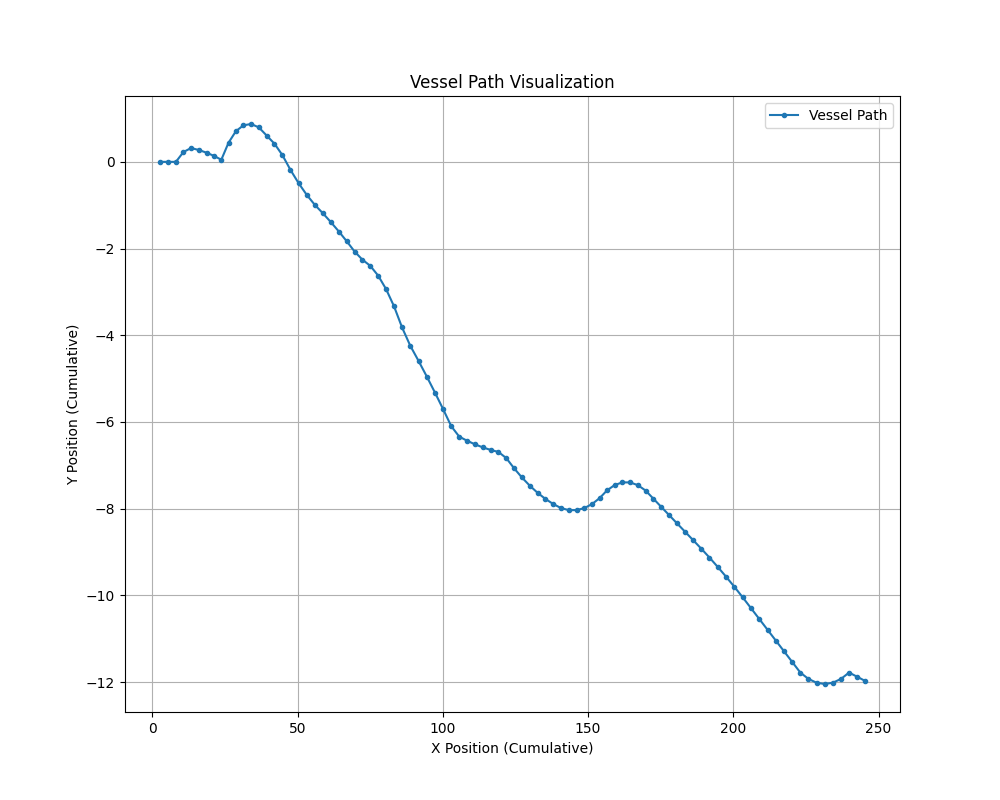 Vessel Path Visualization
Vessel Path
Y Position (Cumulative)
0
−2
−4
−6
−8
−10
−12
0 50 100 150 200 250
X Position (Cumulative)